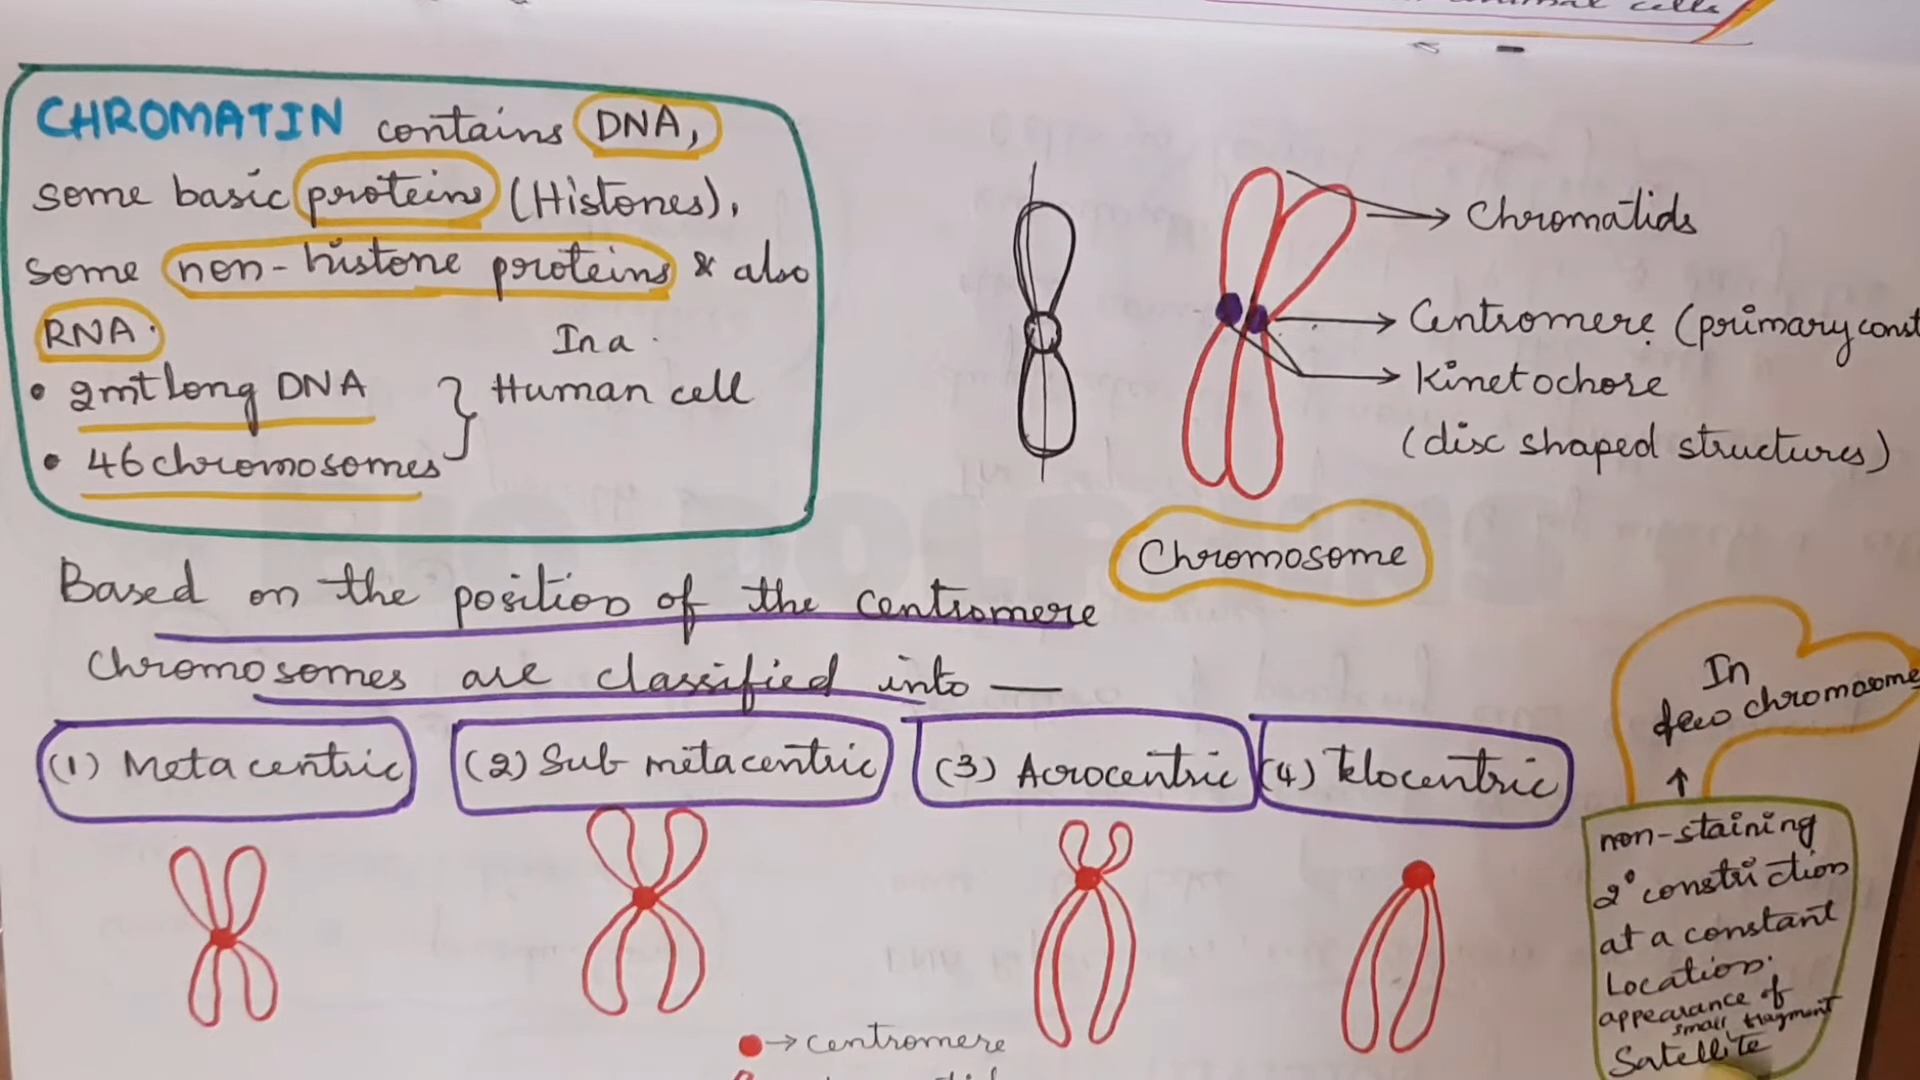 animal cells
CHROMATIN contains DNA,
some basic proteins (Histones),
some non-histone proteins & also
RNA.
• 2mt long DNA
• 46 chromosomes
In a
Human cell
Chromatids
Centromere (primary const
Kinetochore
(disc shaped structures)
Chromosome
Based on the position of the centromere
Chromosomes are classified into —
(1) Metacentric
(2) Sub metacentric
(3) Acrocentric
(4) Telocentric
In
few chromosome
non-staining
2° constriction
at a constant
Location.
appearance of
small fragment
Satellite
→ centromere